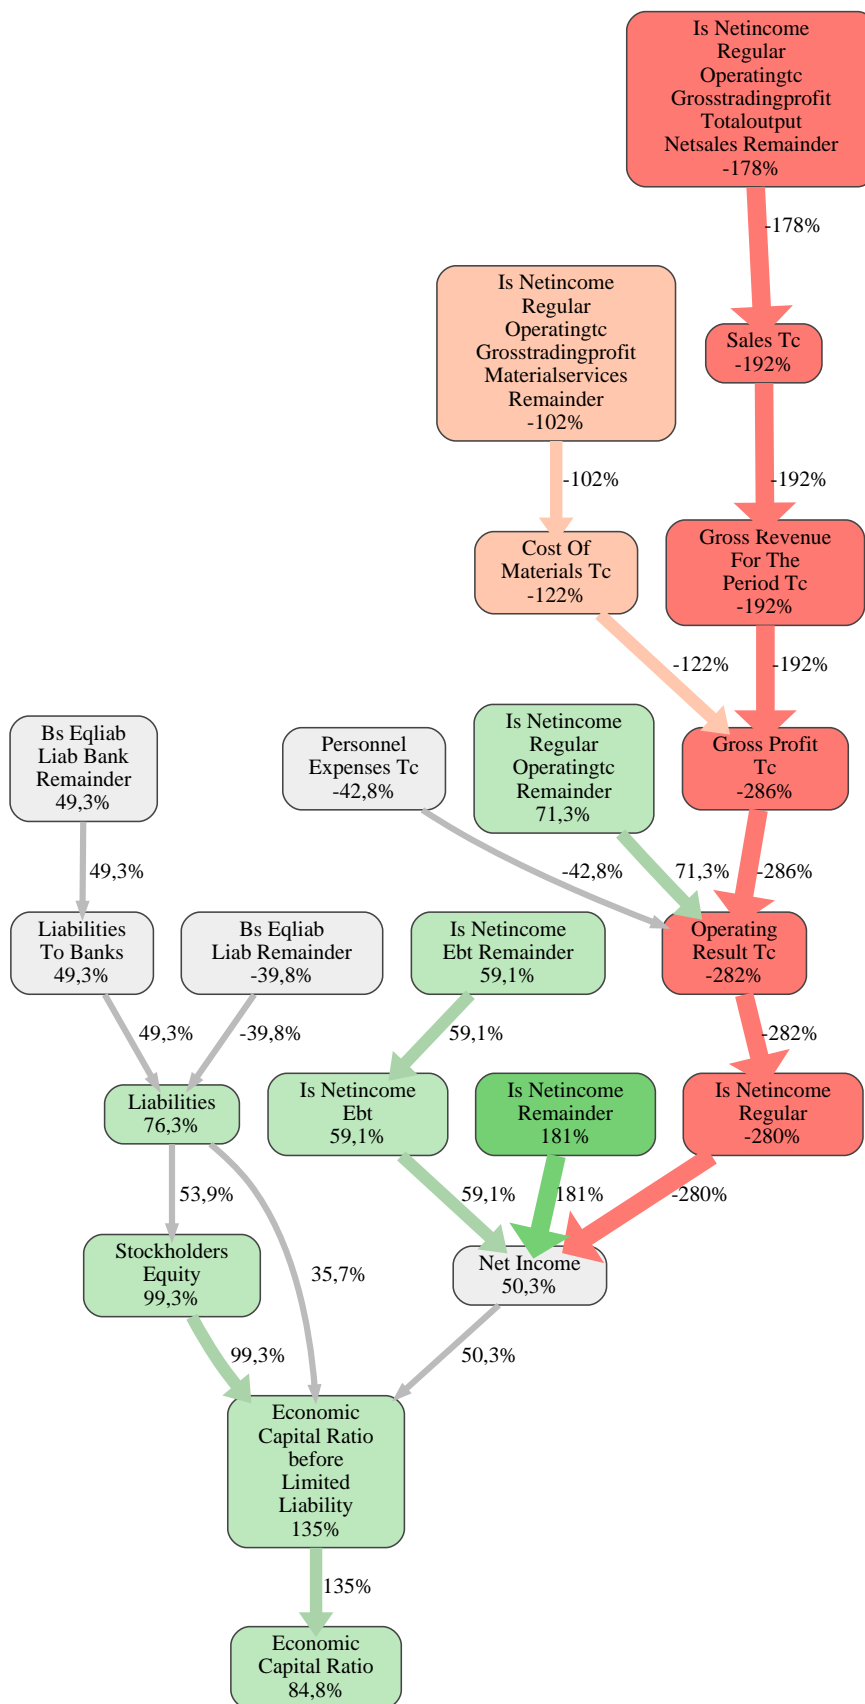 Is Netincome
Regular
Operatingtc
Grosstradingprofit
Totaloutput
Netsales Remainder
-178%
-178%
Is Netincome
Regular
Operatingtc
Grosstradingprofit
Materialservices
Remainder
-102%
Sales Tc
-192%
-102%
-192%
Cost Of
Materials Tc
-122%
Gross Revenue
For The
Period Tc
-192%
-122%
-192%
Bs Eqliab
Liab Bank
Remainder
49,3%
Personnel
Expenses Tc
-42,8%
Is Netincome
Regular
Operatingtc
Remainder
71,3%
Gross Profit
Tc
-286%
49,3%
-42,8%
71,3%
-286%
Liabilities
To Banks
49,3%
Bs Eqliab
Liab Remainder
-39,8%
Is Netincome
Ebt Remainder
59,1%
Operating
Result Tc
-282%
49,3%
-39,8%
59,1%
-282%
Liabilities
76,3%
Is Netincome
Ebt
59,1%
Is Netincome
Remainder
181%
Is Netincome
Regular
-280%
53,9%
35,7%
59,1%
181%
-280%
Stockholders
Equity
99,3%
Net Income
50,3%
99,3%
50,3%
Economic
Capital Ratio
before
Limited
Liability
135%
135%
Economic
Capital Ratio
84,8%